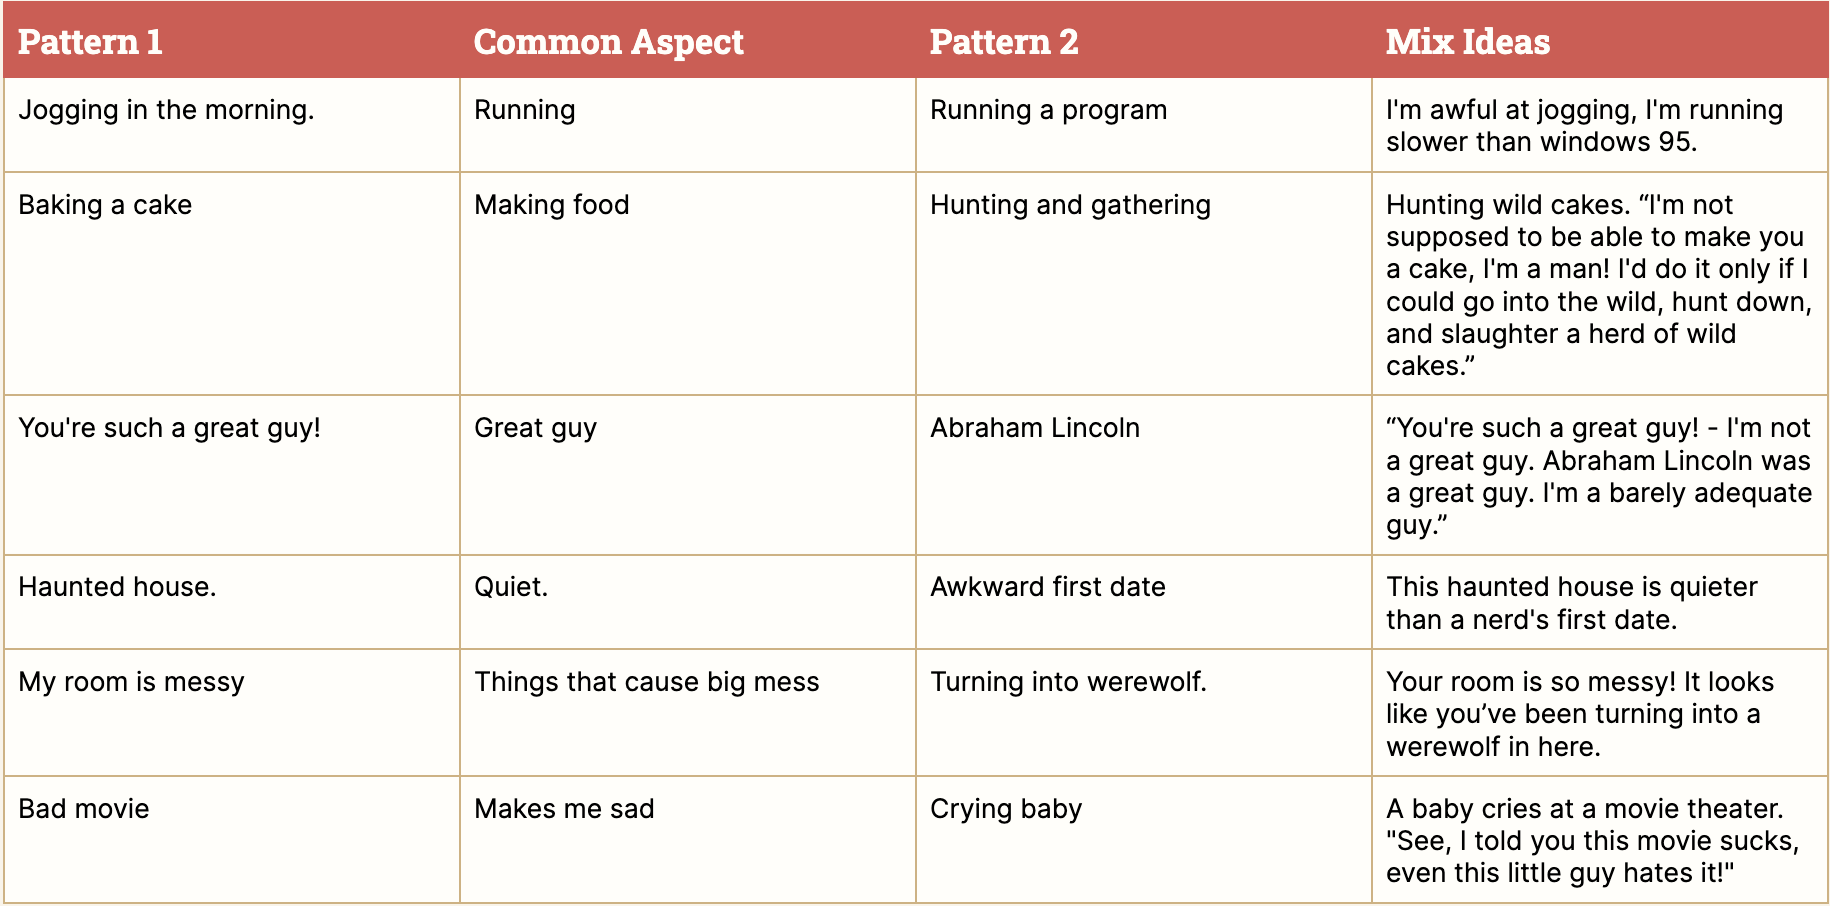 Pattern 1
Common Aspect
Pattern 2
Mix Ideas
Jogging in the morning.
Running
Running a program
I'm awful at jogging, I'm running
slower than windows 95.
Baking a cake
Making food
Hunting and gathering
Hunting wild cakes. “I'm not
supposed to be able to make you
a cake, I'm a man! I'd do it only if I
could go into the wild, hunt down,
and slaughter a herd of wild
cakes.”
You're such a great guy!
Great guy
Abraham Lincoln
“You're such a great guy! - I'm not
a great guy. Abraham Lincoln was
a great guy. I'm a barely adequate
guy.”
Haunted house.
Quiet.
Awkward first date
This haunted house is quieter
than a nerd's first date.
My room is messy
Things that cause big mess
Turning into werewolf.
Your room is so messy! It looks
like you’ve been turning into a
werewolf in here.
Bad movie
Makes me sad
Crying baby
A baby cries at a movie theater.
"See, I told you this movie sucks,
even this little guy hates it!"